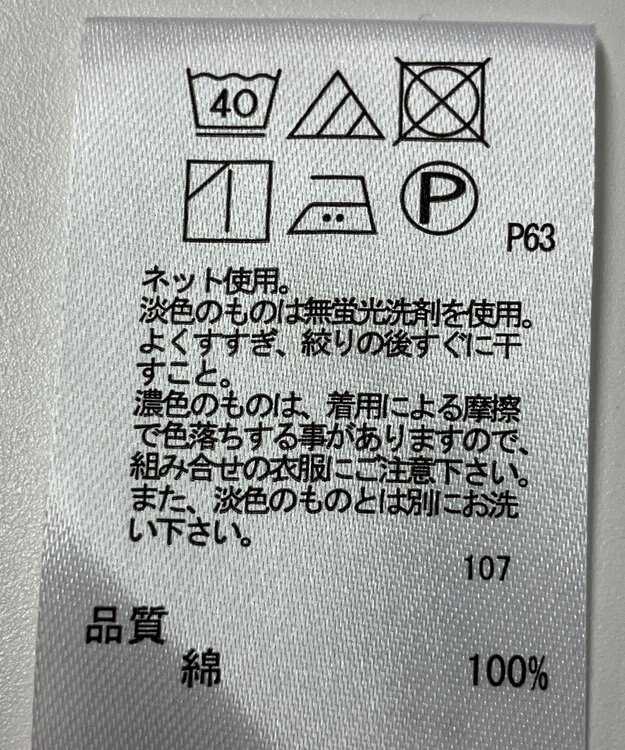 40
P
P63
ネット使用。
淡色のものは無蛍光洗剤を使用。
よくすすぎ、絞りの後すぐに干
すこと。
濃色のものは、着用による摩擦
で色落ちする事がありますので、
組み合せの衣服にご注意下さい。
また、淡色のものとは別にお洗
い下さい。
107
品質
綿 100%